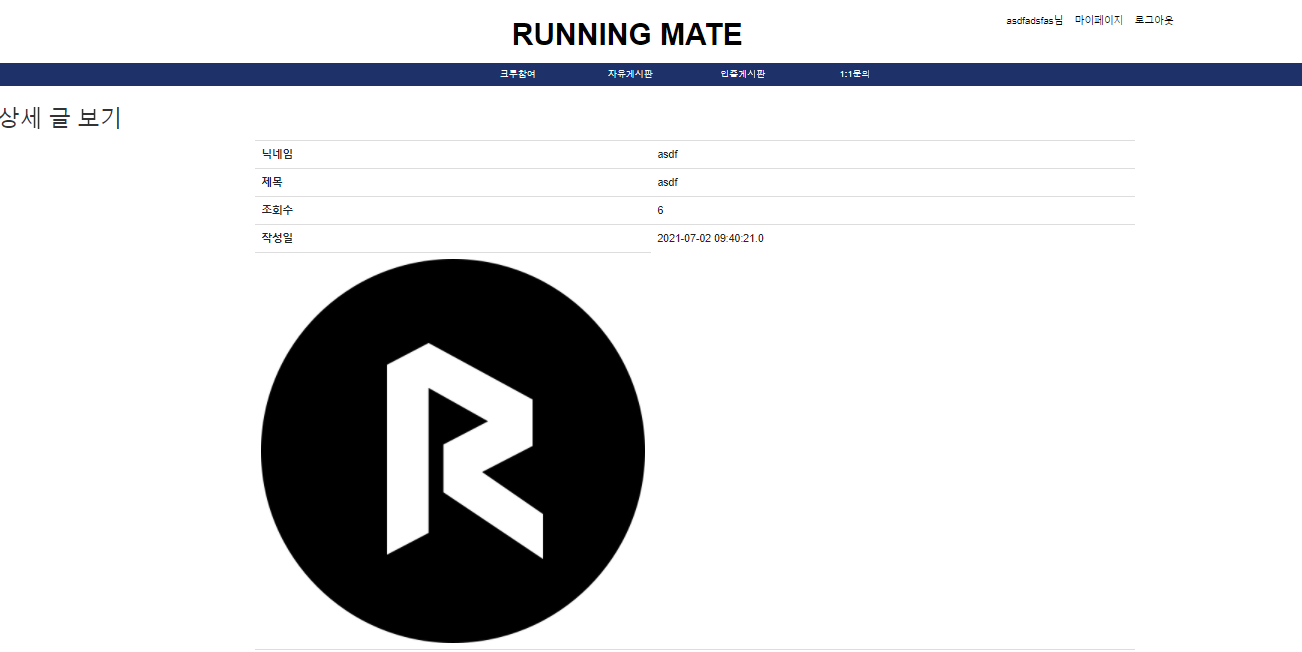 asdfadsfas님 마이페이지 로그아웃
RUNNING MATE
크루참여 자유게시판 인증게시판 1:1문의
상세 글 보기
닉네임 asdf
제목 asdf
조회수 6
작성일 2021-07-02 09:40:21.0
R